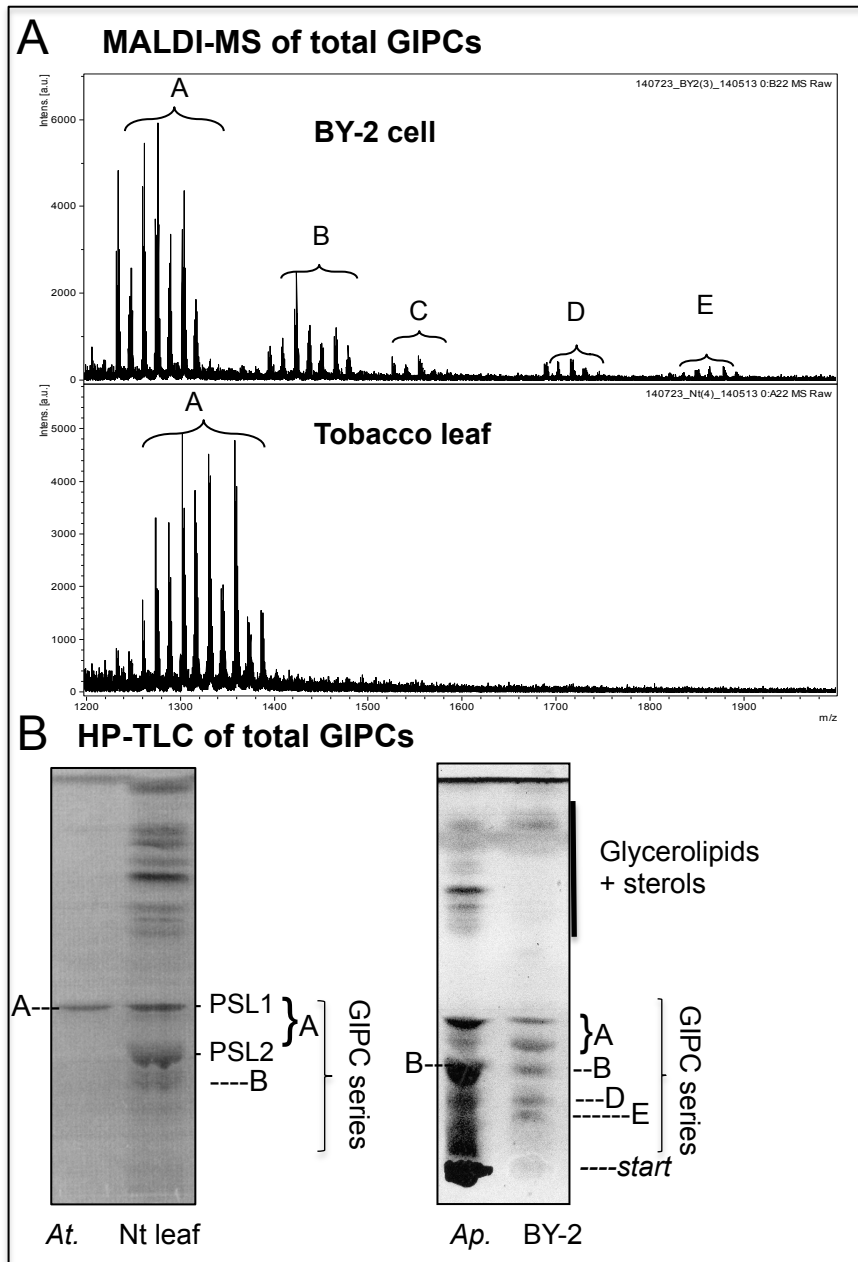 A MALDI-MS of total GIPCs
Intens. [a.u.]
140723_BY2(3)_140513 0:B22 MS Raw
A
6000
BY-2 cell
B
4000
C
D
E
2000
0
Intens. [a.u.]
140723_Nt(4)_140513 0:A22 MS Raw
A
5000
Tobacco leaf
4000
3000
2000
1000
0
1200 1300 1400 1500 1600 1700 1800 1900
m/z
B HP-TLC of total GIPCs
Glycerolipids
+ sterols
A-- PSL1
A
PSL2
----B
GIPC series
At. Nt leaf
A
B-- --B
---D
------E
GIPC series
----start
Ap. BY-2